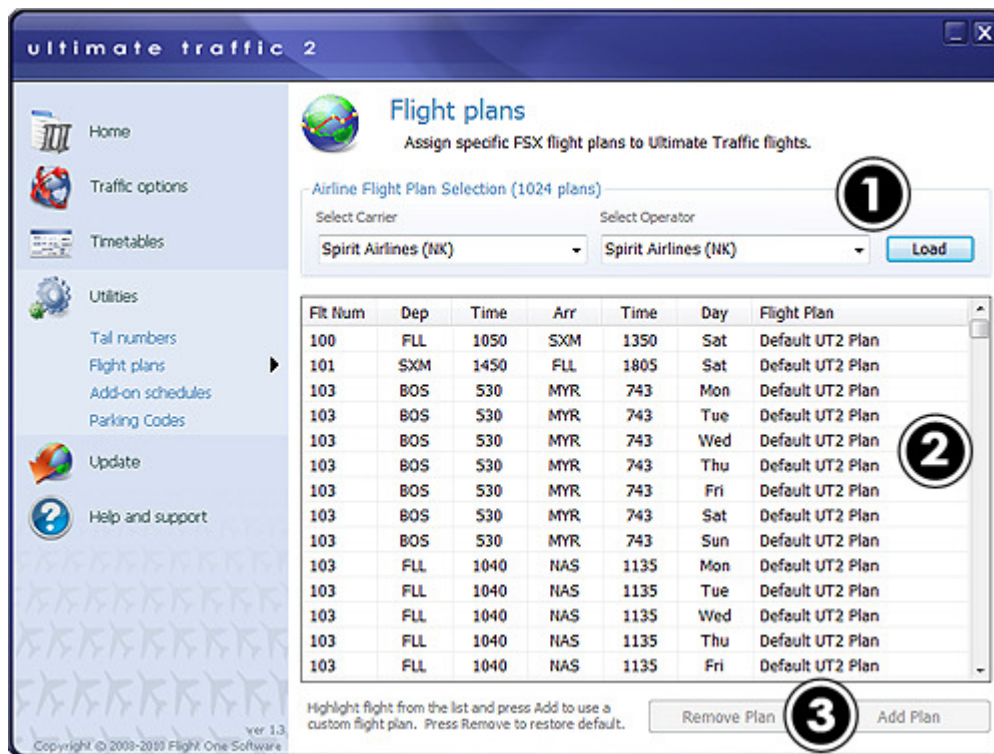 ultimate traffic 2
Home
Traffic options
Timetables
Utilities
Tail numbers
Flight plans
Add-on schedules
Parking Codes
Update
Help and support
ver 1.3
Copyright © 2008-2010 Flight One Software
Flight plans
Assign specific FSX flight plans to Ultimate Traffic flights.
Airline Flight Plan Selection (1024 plans)
Select Carrier Select Operator
Spirit Airlines (NK) Spirit Airlines (NK) Load
1
Flt Num Dep Time Arr Time Day Flight Plan
100 FLL 1050 SXM 1350 Sat Default UT2 Plan
101 SXM 1450 FLL 1805 Sat Default UT2 Plan
103 BOS 530 MYR 743 Mon Default UT2 Plan
103 BOS 530 MYR 743 Tue Default UT2 Plan
103 BOS 530 MYR 743 Wed Default UT2 Plan
103 BOS 530 MYR 743 Thu Default UT2 Plan
103 BOS 530 MYR 743 Fri Default UT2 Plan
103 BOS 530 MYR 743 Sat Default UT2 Plan
103 BOS 530 MYR 743 Sun Default UT2 Plan
103 FLL 1040 NAS 1135 Mon Default UT2 Plan
103 FLL 1040 NAS 1135 Tue Default UT2 Plan
103 FLL 1040 NAS 1135 Wed Default UT2 Plan
103 FLL 1040 NAS 1135 Thu Default UT2 Plan
103 FLL 1040 NAS 1135 Fri Default UT2 Plan
2
Highlight flight from the list and press Add to use a
custom flight plan. Press Remove to restore default.
Remove Plan 3 Add Plan